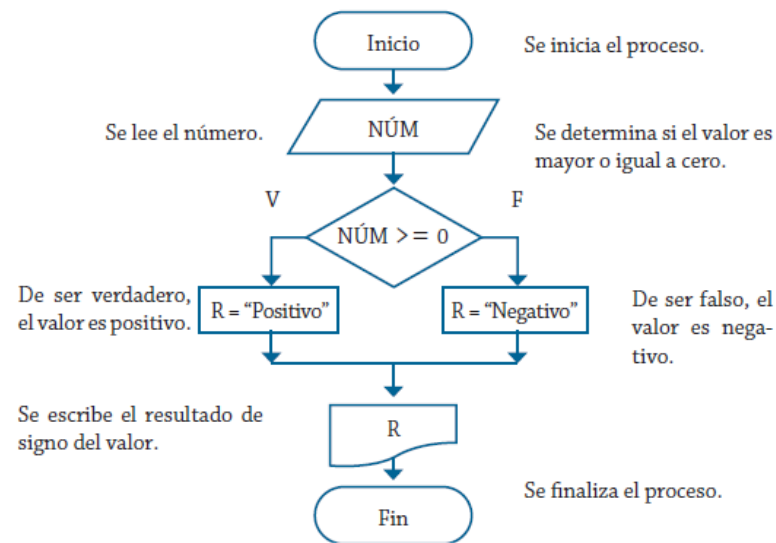 Inicio
Se inicia el proceso.
Se lee el número.
NÚM
Se determina si el valor es
mayor o igual a cero.
V
F
NÚM >= 0
De ser verdadero,
el valor es positivo.
R = “Positivo”
R = “Negativo”
De ser falso, el
valor es nega-
tivo.
Se escribe el resultado de
signo del valor.
R
Se finaliza el proceso.
Fin